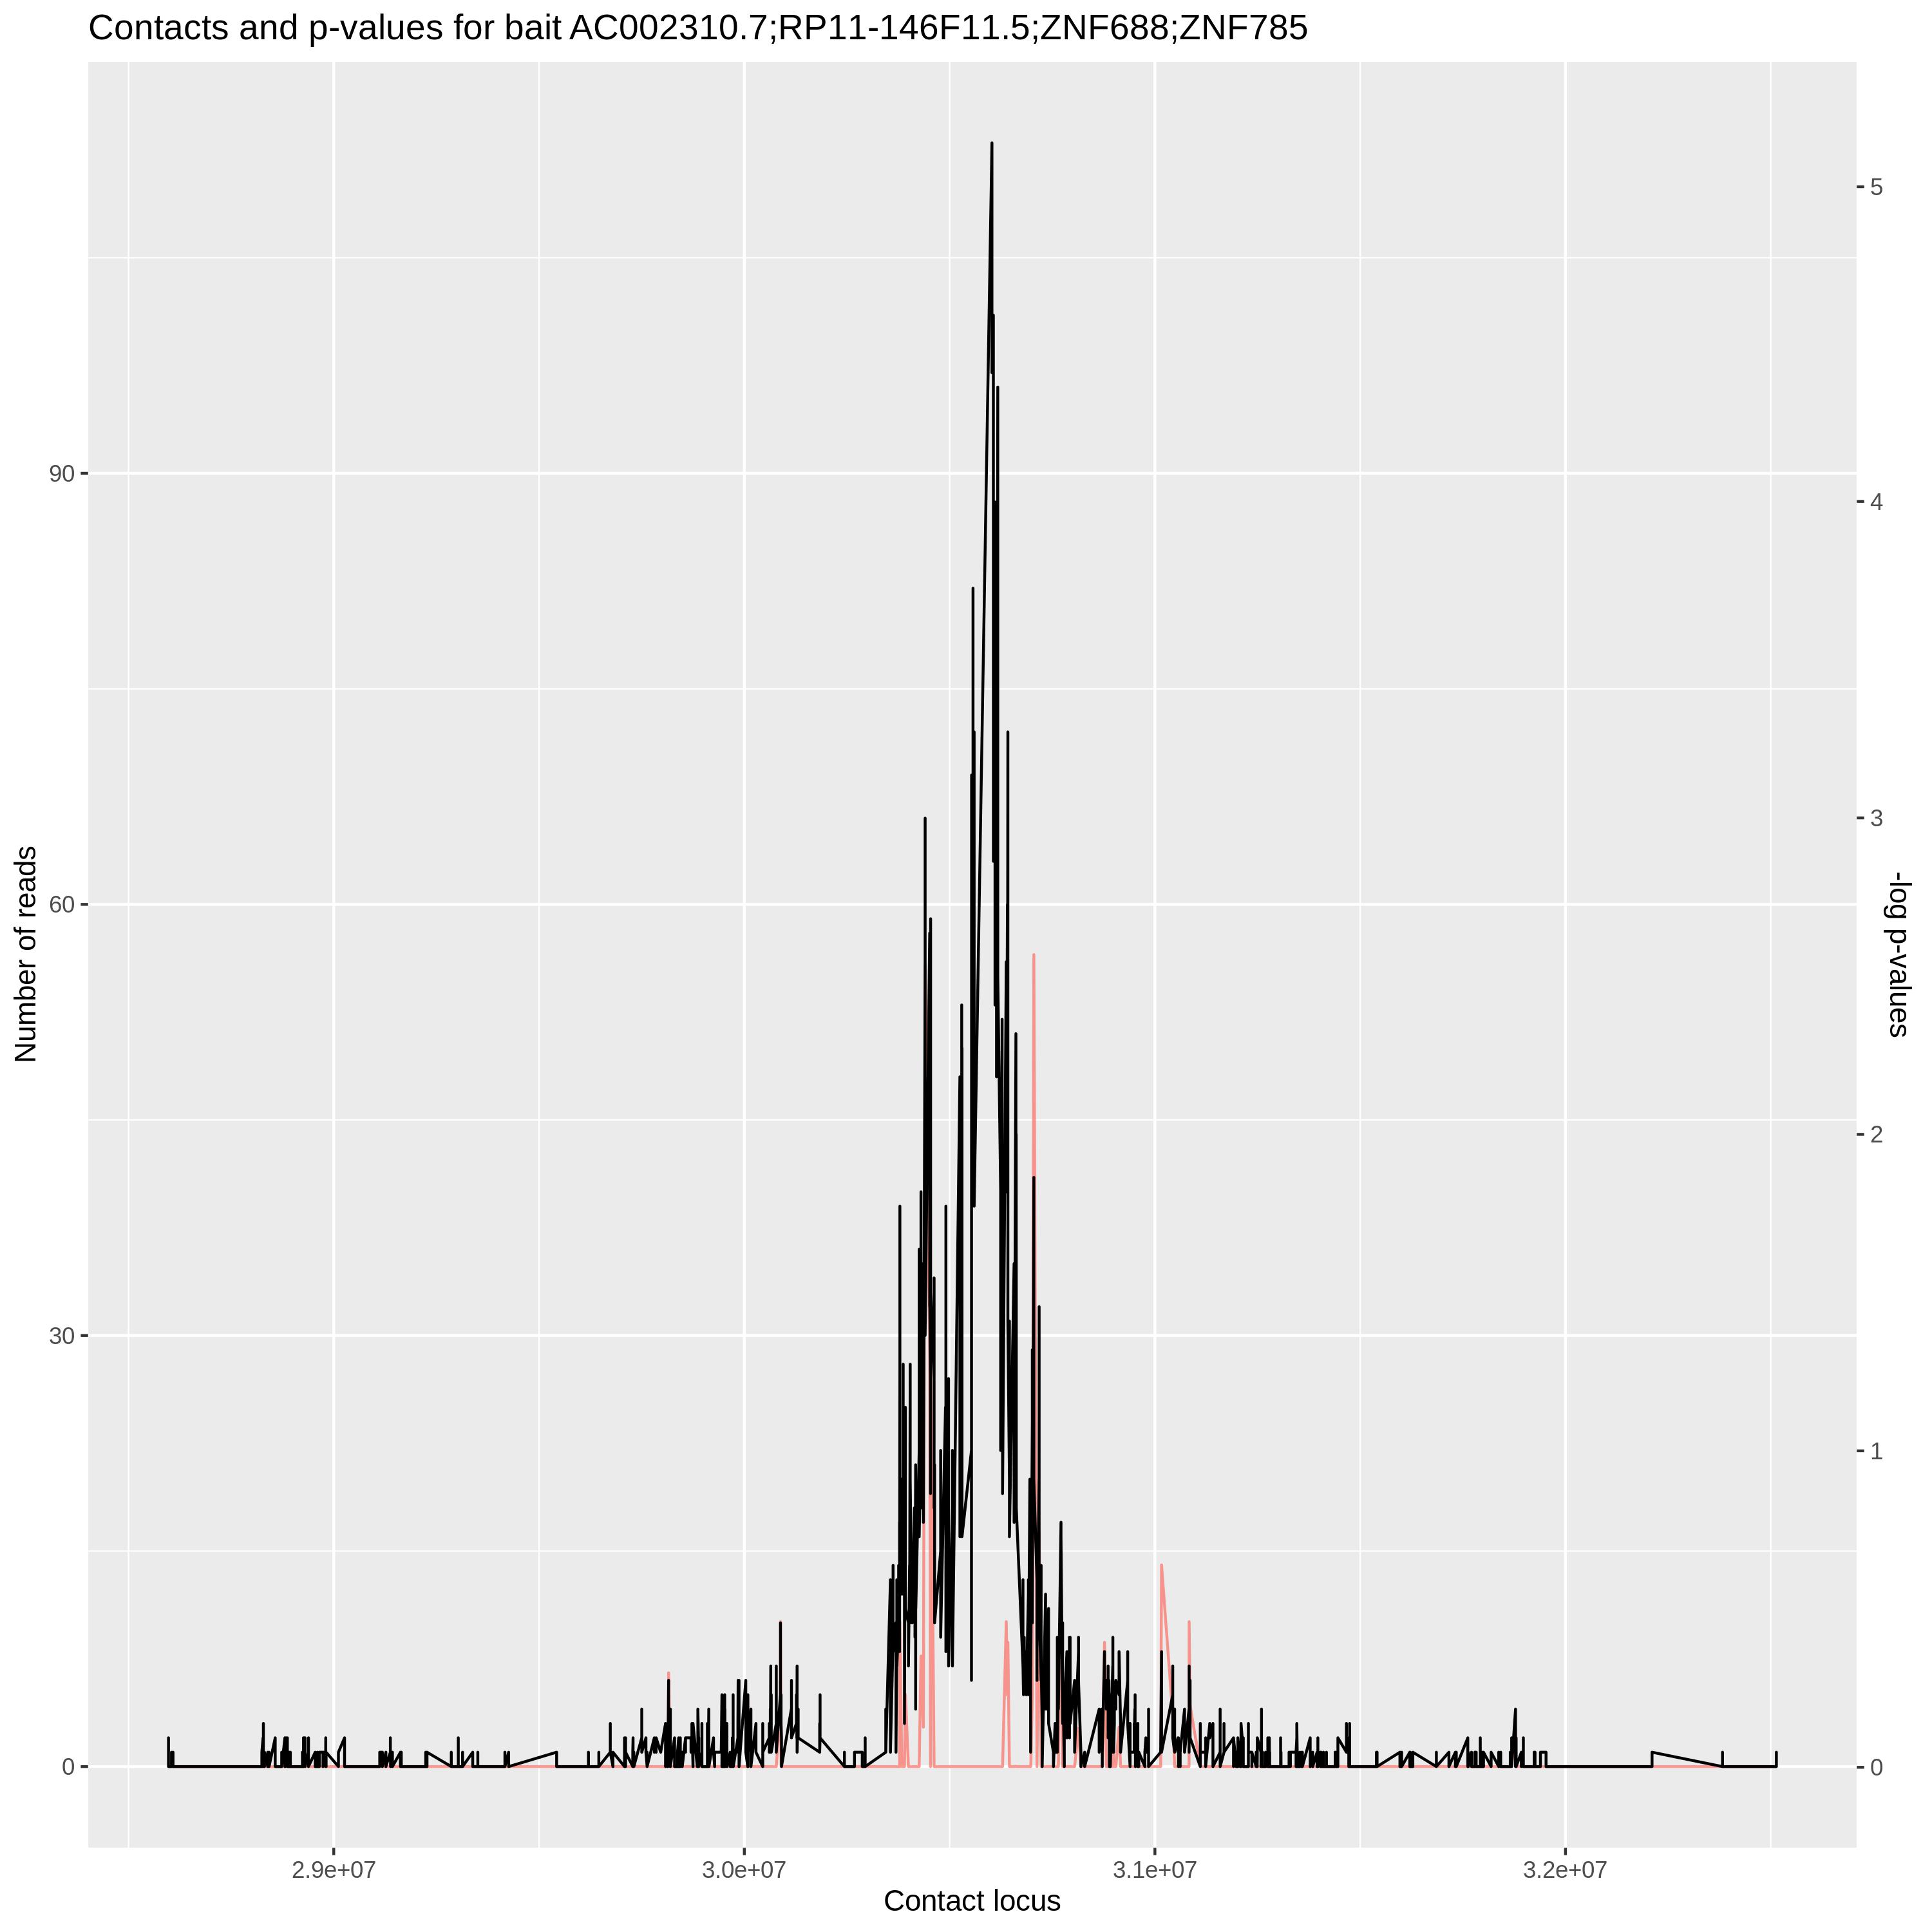 Contacts and p-values for bait AC002310.7;RP11-146F11.5;ZNF688;ZNF785
Number of reads
90
60
30
0
5
4
3
2
1
0
-log p-values
2.9e+07
3.0e+07
3.1e+07
3.2e+07
Contact locus